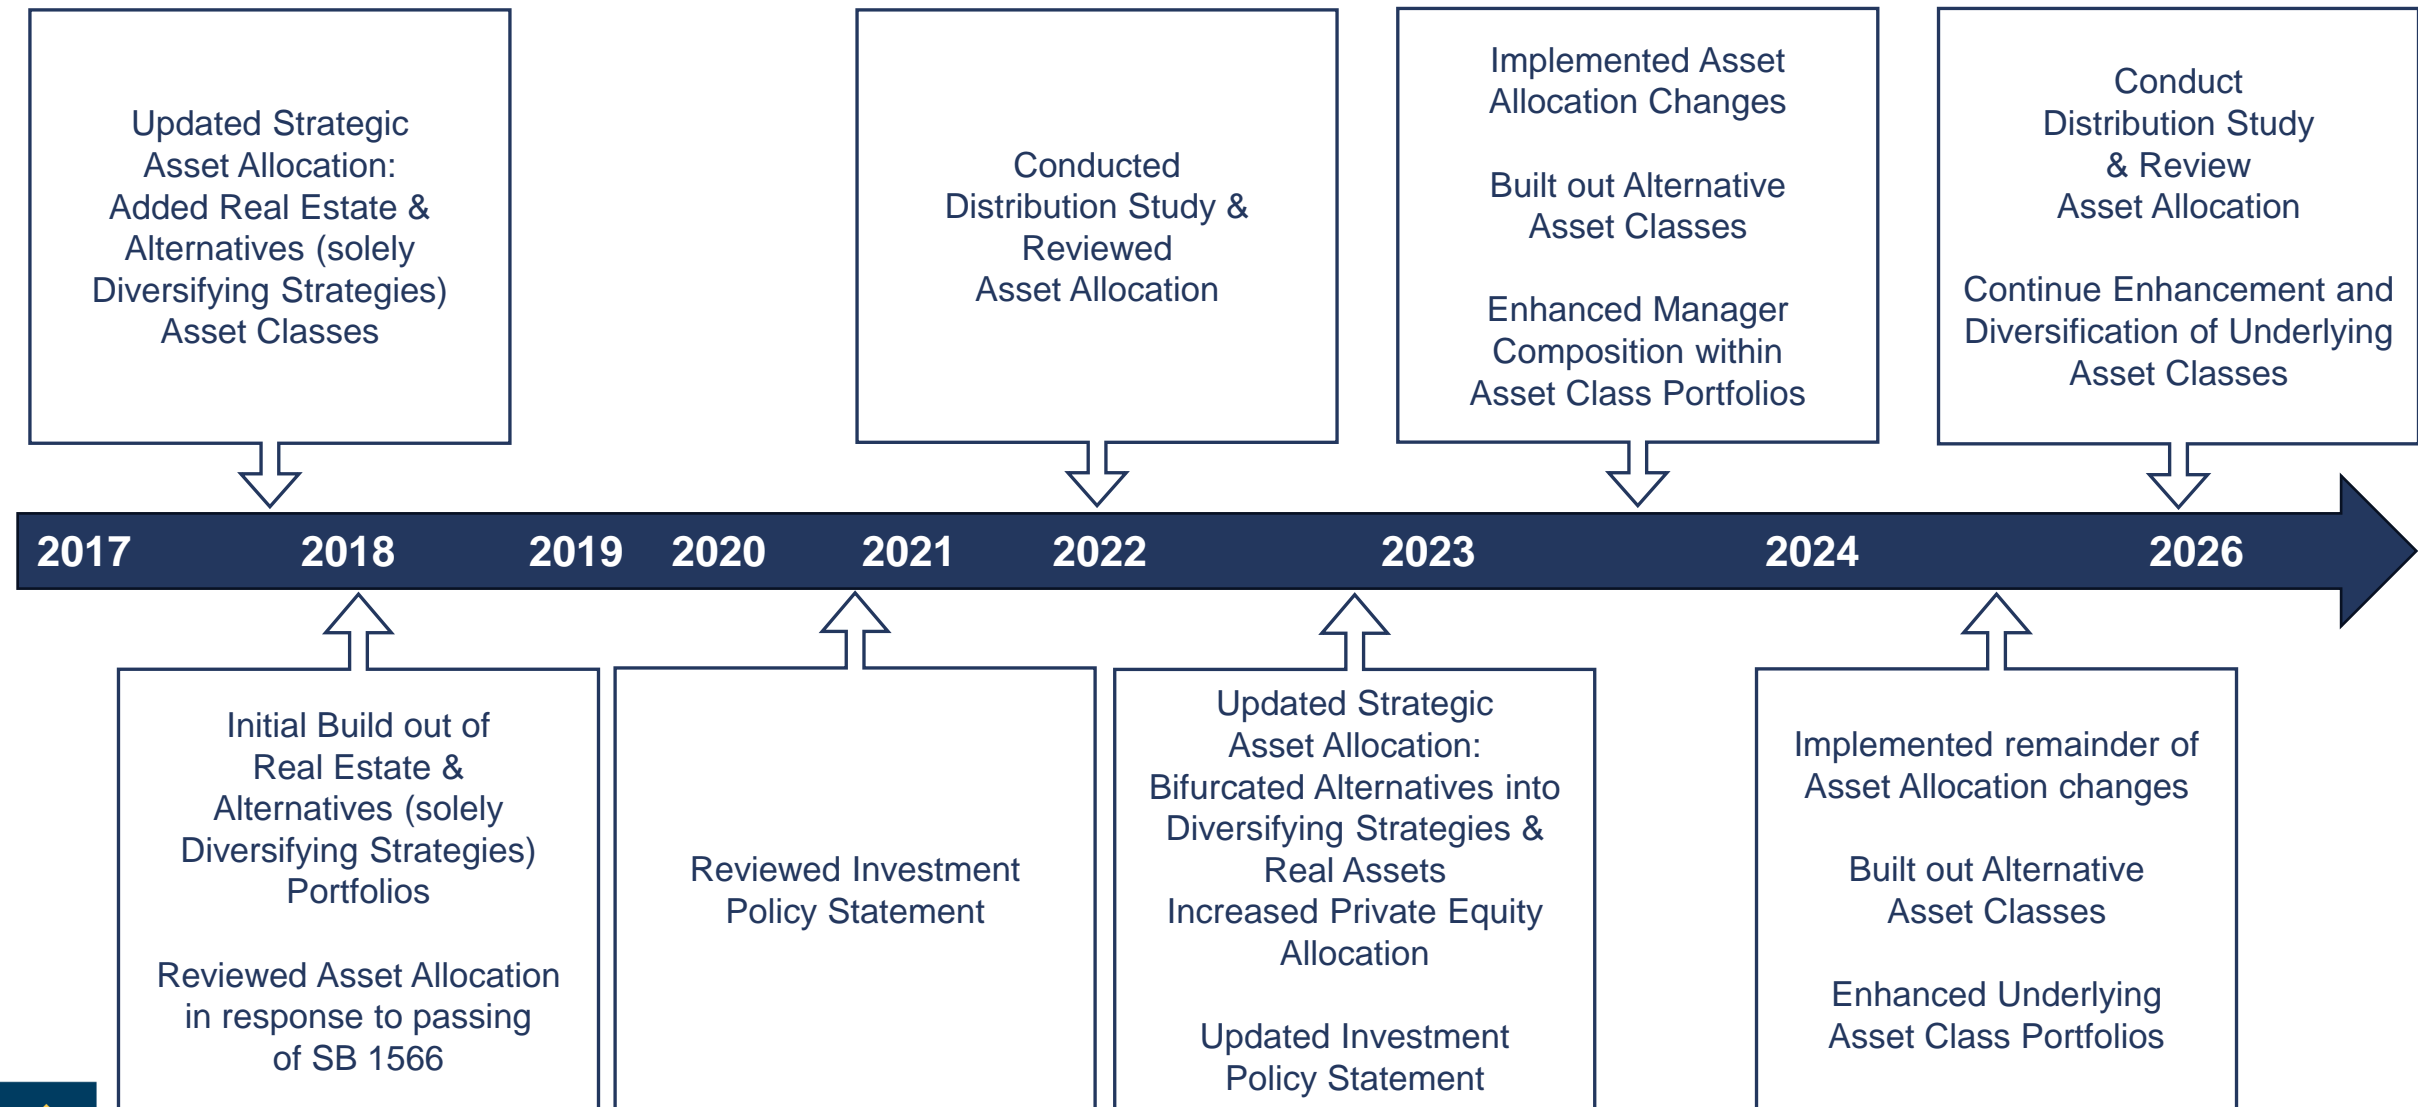 Updated Strategic
Asset Allocation:
Added Real Estate &
Alternatives (solely
Diversifying Strategies)
Asset Classes
Conducted
Distribution Study &
Reviewed
Asset Allocation
Implemented Asset
Allocation Changes
Built out Alternative
Asset Classes
Enhanced Manager
Composition within
Asset Class Portfolios
Conduct
Distribution Study
& Review
Asset Allocation
Continue Enhancement and
Diversification of Underlying
Asset Classes
2017 2018 2019 2020 2021 2022 2023 2024 2026
Initial Build out of
Real Estate &
Alternatives (solely
Diversifying Strategies)
Portfolios
Reviewed Asset Allocation
in response to passing
of SB 1566
Reviewed Investment
Policy Statement
Updated Strategic
Asset Allocation:
Bifurcated Alternatives into
Diversifying Strategies &
Real Assets
Increased Private Equity
Allocation
Updated Investment
Policy Statement
Implemented remainder of
Asset Allocation changes
Built out Alternative
Asset Classes
Enhanced Underlying
Asset Class Portfolios